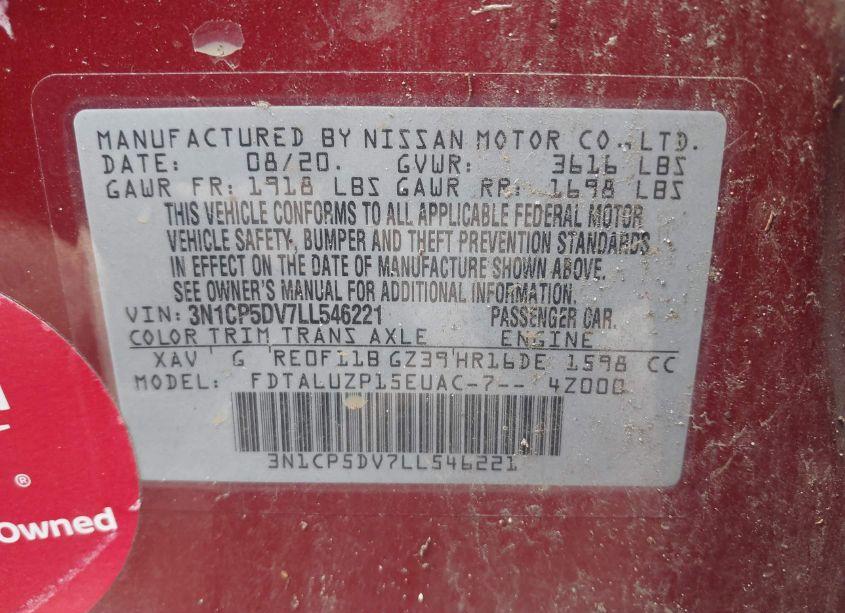 MANUFACTURED BY NISSAN MOTOR CO.,LTD.
DATE: 08/20. GVWR: 3616 LBS
GAWR FR: 1918 LBS GAWR RR: 1698 LBS
THIS VEHICLE CONFORMS TO ALL APPLICABLE FEDERAL MOTOR
VEHICLE SAFETY, BUMPER AND THEFT PREVENTION STANDARDS
IN EFFECT ON THE DATE OF MANUFACTURE SHOWN ABOVE.
SEE OWNER'S MANUAL FOR ADDITIONAL INFORMATION.
VIN: 3N1CP5DV7LL546221 PASSENGER CAR.
COLOR TRIM TRANS AXLE ENGINE
XAV G RE0F11B GZ39 HR16DE 1598 CC
MODEL: FDTALUZP15EUAC-7-- 4Z000
3N1CP5DV7LL546221
®
Owned